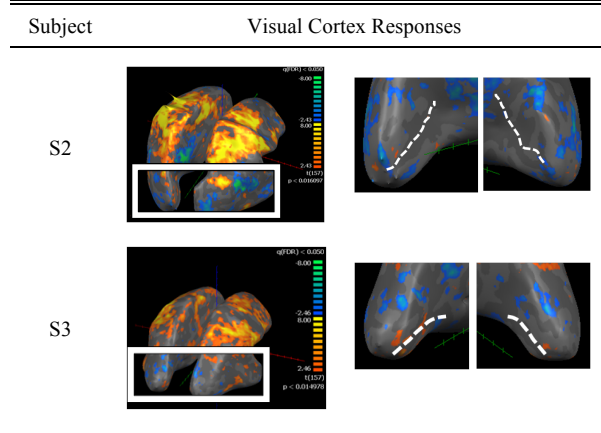 Subject Visual Cortex Responses
S2
q(FDR) < 0.050
-8.00
-2.43
8.00
2.43
t(157)
p < 0.016097
S3
q(FDR) < 0.050
-8.00
-2.46
8.00
2.46
t(157)
p < 0.014978